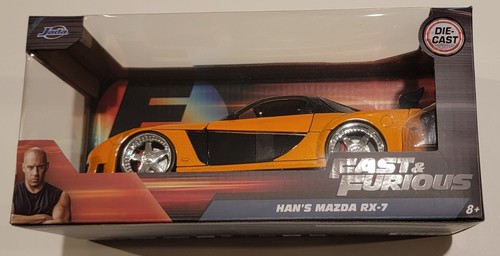 Jada
DIE-
CAST
FAST &
FURIOUS
HAN'S MAZDA RX-7
8+